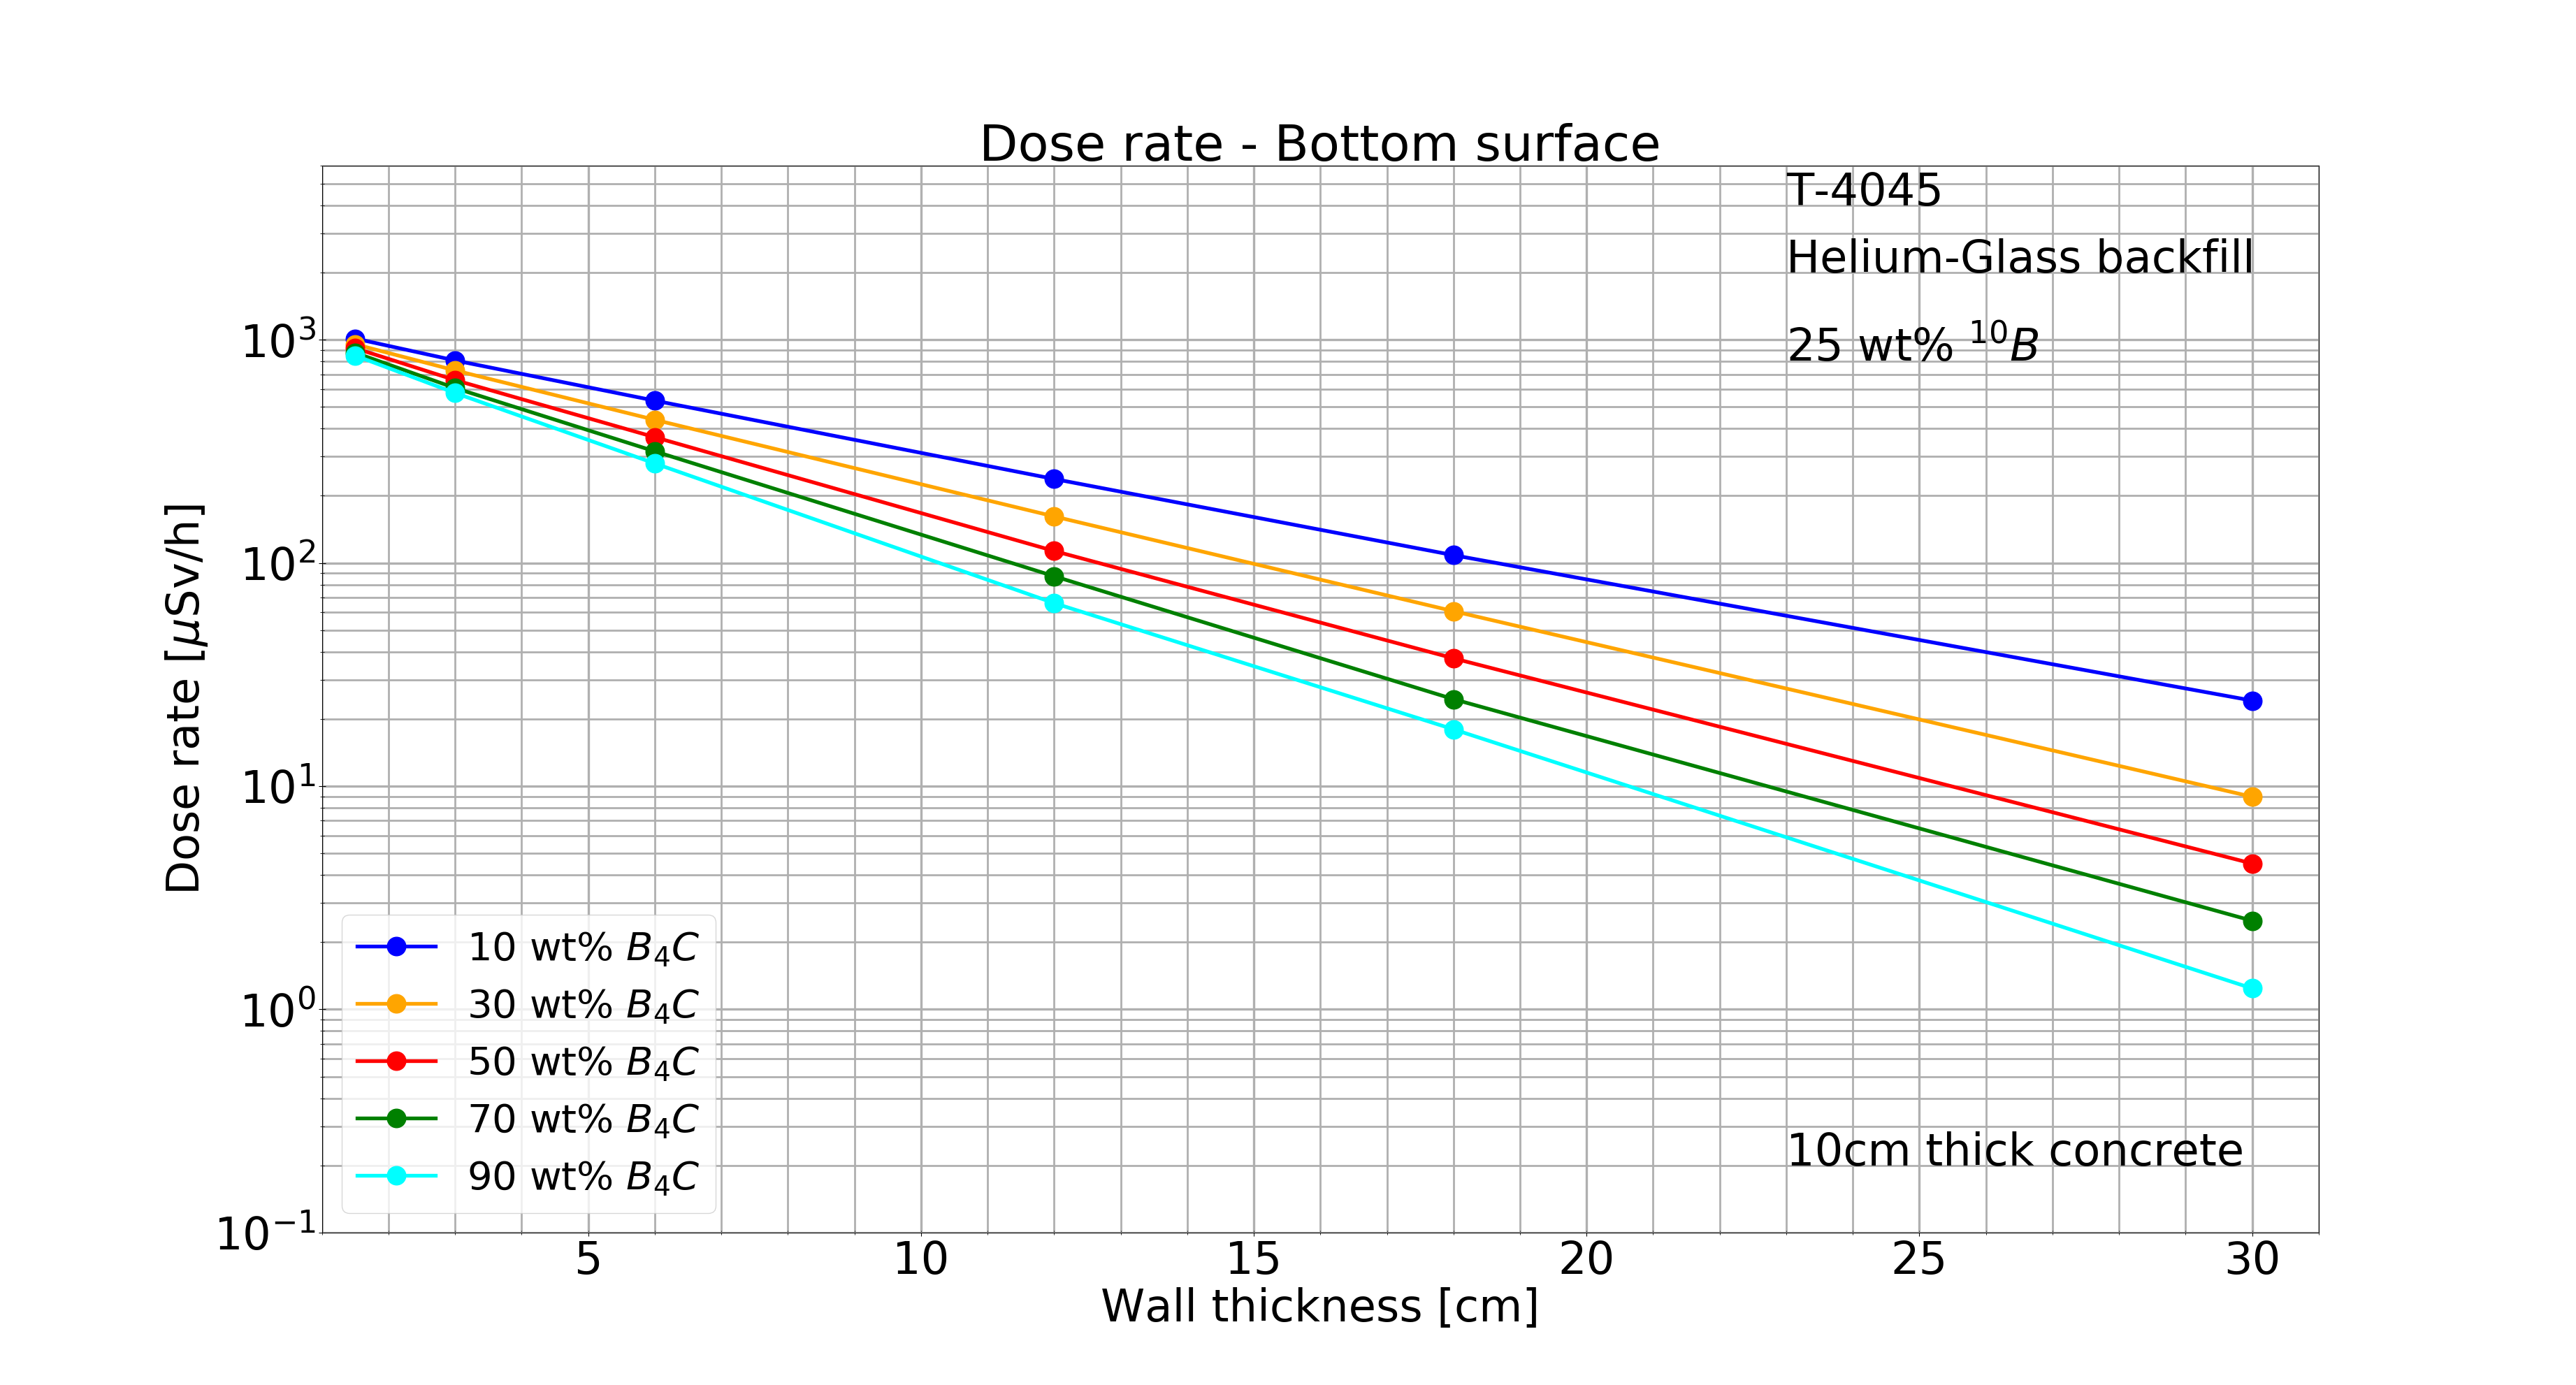 Dose rate - Bottom surface
T-4045
Helium-Glass backfill
25 wt% ¹⁰B
10³
10²
10¹
10⁰
10⁻¹
Dose rate [μSv/h]
10 wt% B₄C
30 wt% B₄C
50 wt% B₄C
70 wt% B₄C
90 wt% B₄C
10cm thick concrete
5 10 15 20 25 30
Wall thickness [cm]